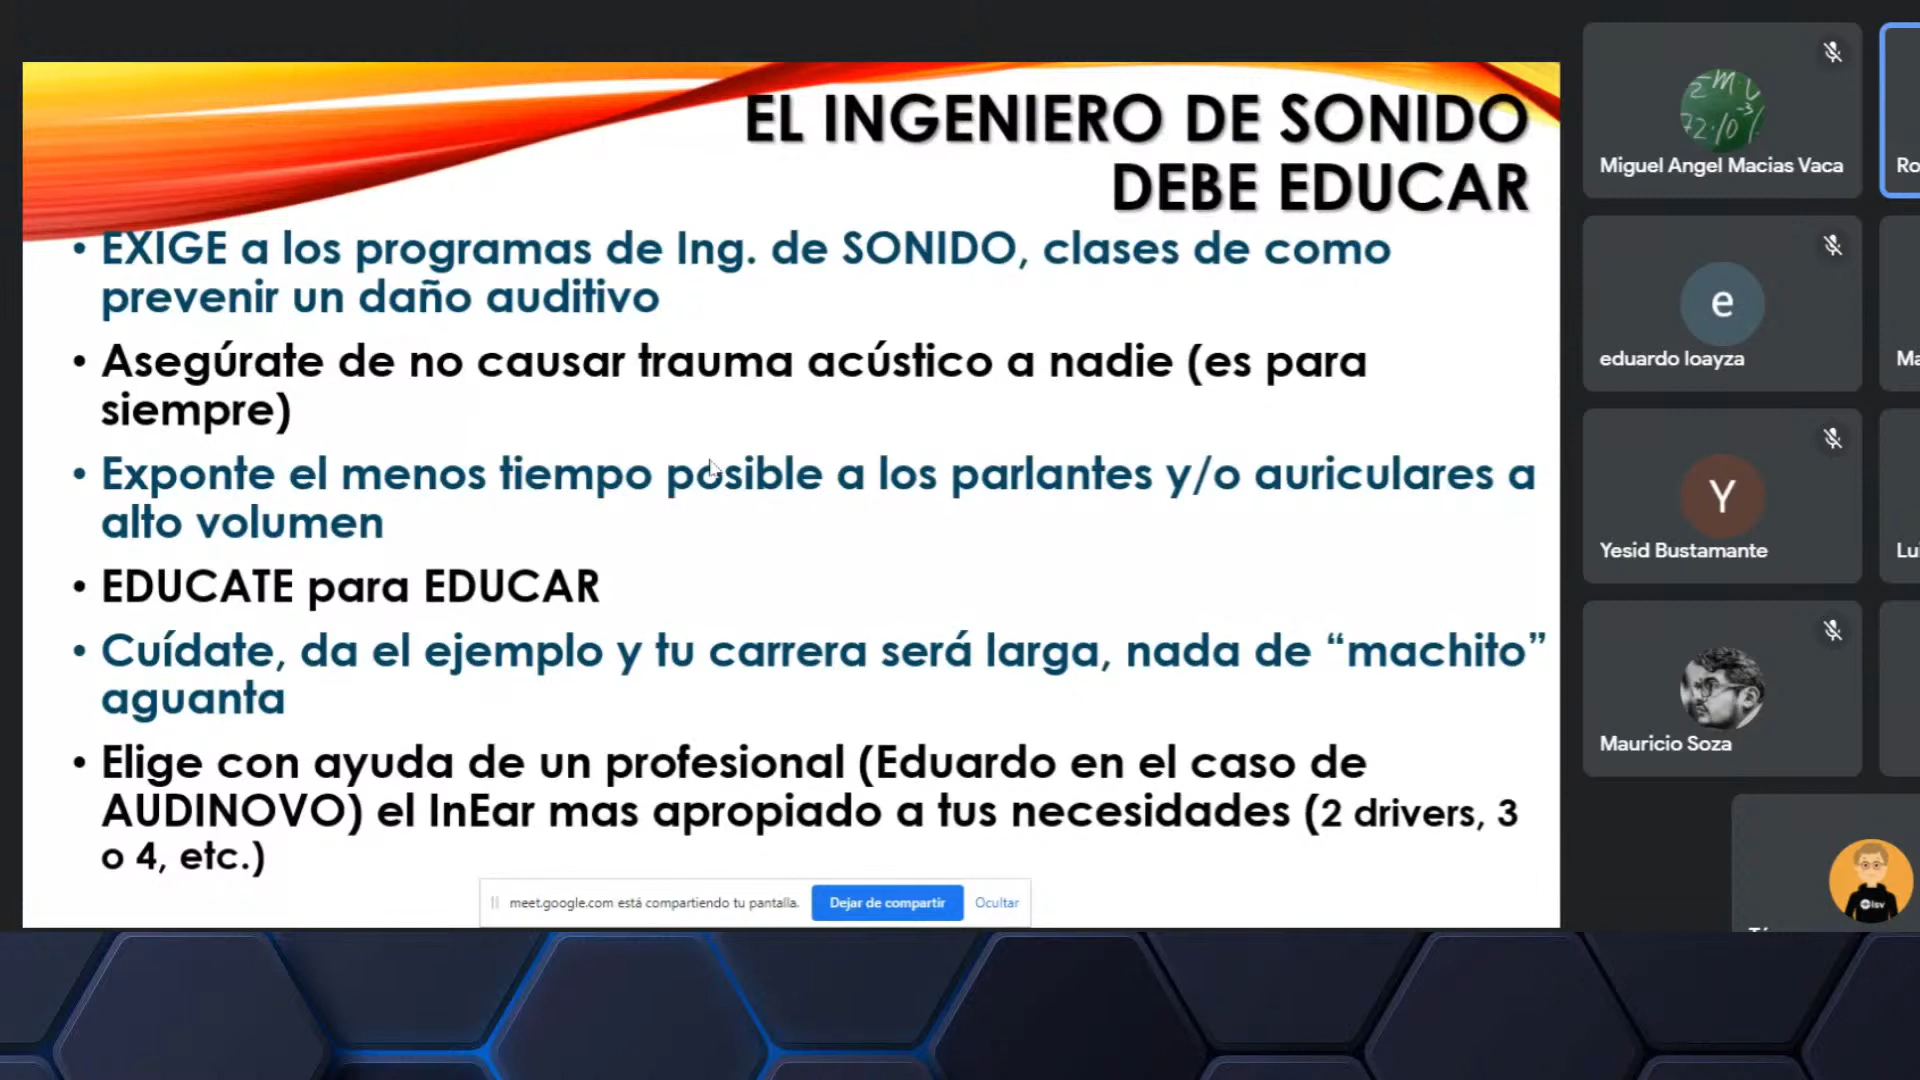 EL INGENIERO DE SONIDO
DEBE EDUCAR
• EXIGE a los programas de Ing. de SONIDO, clases de como
prevenir un daño auditivo
• Asegúrate de no causar trauma acústico a nadie (es para
siempre)
• Exponte el menos tiempo posible a los parlantes y/o auriculares a
alto volumen
• EDUCATE para EDUCAR
• Cuídate, da el ejemplo y tu carrera será larga, nada de “machito”
aguanta
• Elige con ayuda de un profesional (Eduardo en el caso de
AUDINOVO) el InEar mas apropiado a tus necesidades (2 drivers, 3
o 4, etc.)
meet.google.com está compartiendo tu pantalla.
Dejar de compartir
Ocultar
Miguel Angel Macias Vaca
Ro
e
eduardo loayza
Ma
Y
Yesid Bustamante
Lui
Mauricio Soza